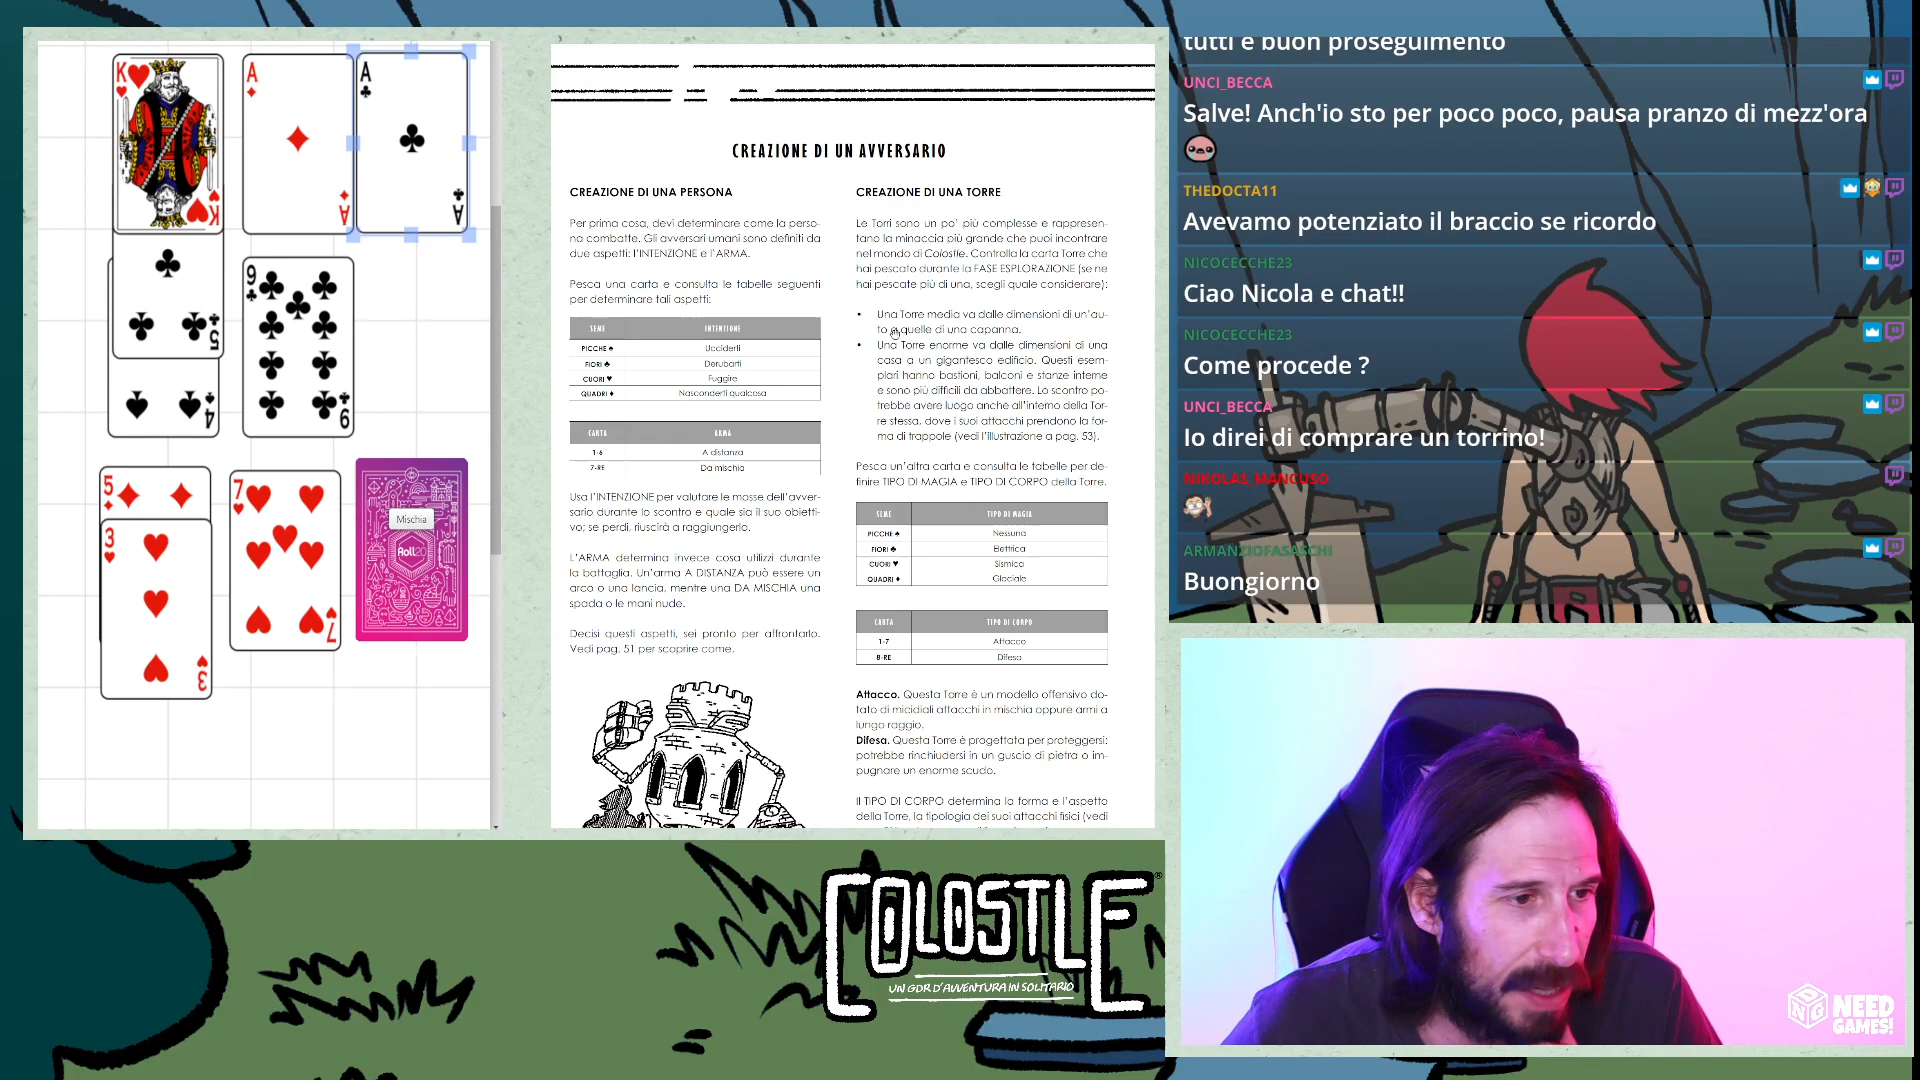 K
K
A
A
A
A
5
4
9
9
5
3
3
7
7
Mischia
Roll20
CREAZIONE DI UN AVVERSARIO
CREAZIONE DI UNA PERSONA
Per prima cosa, devi determinare come la perso-
na combatte. Gli avversari umani sono definiti da
due aspetti: l'INTENZIONE e l'ARMA.
Pesca una carta e consulta le tabelle seguenti
per determinare tali aspetti:
SEME INTENZIONE
PICCHE ♠ Ucciderti
FIORI ♣ Derubarti
CUORI ♥ Fuggire
QUADRI ♦ Nasconderti qualcosa
CARTA ARMA
1-6 A distanza
7-RE Da mischia
Usa l'INTENZIONE per valutare le mosse dell'avver-
sario durante lo scontro e quale sia il suo obietti-
vo; se perdi, riuscirà a raggiungerlo.
L'ARMA determina invece cosa utilizzi durante
la battaglia. Un'arma A DISTANZA può essere un
arco o una lancia, mentre una DA MISCHIA una
spada o le mani nude.
Decisi questi aspetti, sei pronto per affrontarlo.
Vedi pag. 51 per scoprire come.
CREAZIONE DI UNA TORRE
Le Torri sono un po' più complesse e rappresen-
tano la minaccia più grande che puoi incontrare
nel mondo di Colostle. Controlla la carta Torre che
hai pescato durante la FASE ESPLORAZIONE (se ne
hai pescate più di una, scegli quale considerare):
• Una Torre media va dalle dimensioni di un'au-
to a quelle di una capanna.
• Una Torre enorme va dalle dimensioni di una
casa a un gigantesco edificio. Questi esem-
plari hanno bastioni, balconi e stanze interne
e sono più difficili da abbattere. Lo scontro po-
trebbe avere luogo anche all'interno della Tor-
re stessa, dove i suoi attacchi prendono la for-
ma di trappole (vedi l'illustrazione a pag. 53).
Pesca un'altra carta e consulta le tabelle per de-
finire TIPO DI MAGIA e TIPO DI CORPO della Torre.
SEME TIPO DI MAGIA
PICCHE ♠ Nessuna
FIORI ♣ Elettrica
CUORI ♥ Sismica
QUADRI ♦ Glaciale
CARTA TIPO DI CORPO
1-7 Attacco
8-RE Difesa
Attacco. Questa Torre è un modello offensivo do-
tato di micidiali attacchi in mischia oppure armi a
lungo raggio.
Difesa. Questa Torre è progettata per proteggersi:
potrebbe rinchiudersi in un guscio di pietra o im-
pugnare un enorme scudo.
Il TIPO DI CORPO determina la forma e l'aspetto
della Torre, la tipologia dei suoi attacchi fisici (vedi
tutti e buon proseguimento
UNCI_BECCA
Salve! Anch'io sto per poco poco, pausa pranzo di mezz'ora
THEDOCTA11
Avevamo potenziato il braccio se ricordo
NICOCECCHE23
Ciao Nicola e chat!!
NICOCECCHE23
Come procede ?
UNCI_BECCA
Io direi di comprare un torrino!
NIKOLAS_MANCUSO
ARMANZIOFASASCHI
Buongiorno
COLOSTLE®
UN GDR D'AVVENTURA IN SOLITARIO
NEED
GAMES!